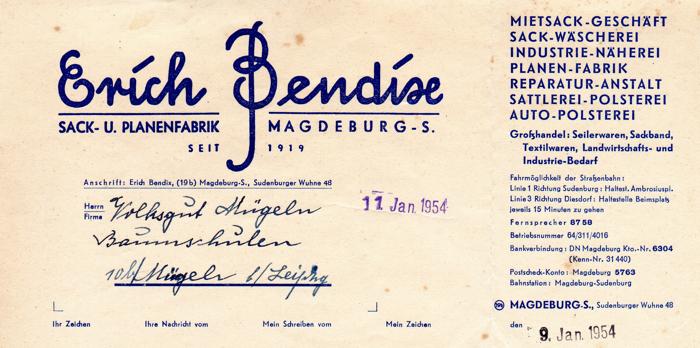 Erich Bendixe
SACK- U. PLANENFABRIK MAGDEBURG-S.
SEIT 1919
Anschrift: Erich Bendix, (19b) Magdeburg-S., Sudenburger Wuhne 48
Herrn
Firma
Volksgut Mügeln
Baumschulen
10b/ Mügeln b/Leipzig
11 Jan. 1954
Ihr Zeichen Ihre Nachricht vom Mein Schreiben vom Mein Zeichen
MIETSACK-GESCHÄFT
SACK-WÄSCHEREI
INDUSTRIE-NÄHEREI
PLANEN-FABRIK
REPARATUR-ANSTALT
SATTLEREI-POLSTEREI
AUTO-POLSTEREI
Großhandel: Seilerwaren, Sackband,
Textilwaren, Landwirtschafts- und
Industrie-Bedarf
Fahrmöglichkeit der Straßenbahn:
Linie 1 Richtung Sudenburg: Haltest. Ambrosiuspl.
Linie 3 Richtung Diesdorf: Haltestelle Beimsplatz
jeweils 15 Minuten zu gehen
Fernsprecher 8758
Betriebsnummer 64/311/4016
Bankverbindung: DN Magdeburg Kto.-Nr. 6304
(Kenn-Nr. 31 440)
Postscheck-Konto: Magdeburg 5763
Bahnstation: Magdeburg-Sudenburg
19b MAGDEBURG-S., Sudenburger Wuhne 48
den 9. Jan. 1954